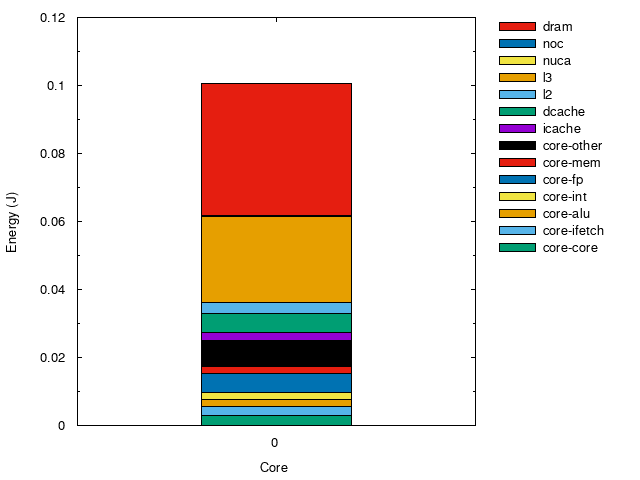 0.12
0.1
0.08
0.06
0.04
0.02
0
Energy (J)
0
Core
dram
noc
nuca
l3
l2
dcache
icache
core-other
core-mem
core-fp
core-int
core-alu
core-ifetch
core-core